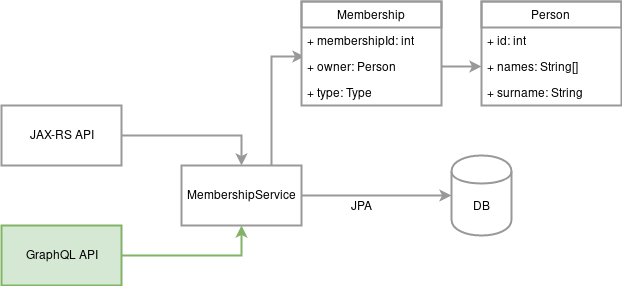 Membership
+ membershipId: int
+ owner: Person
+ type: Type
Person
+ id: int
+ names: String[]
+ surname: String
JAX-RS API
MembershipService
JPA
DB
GraphQL API